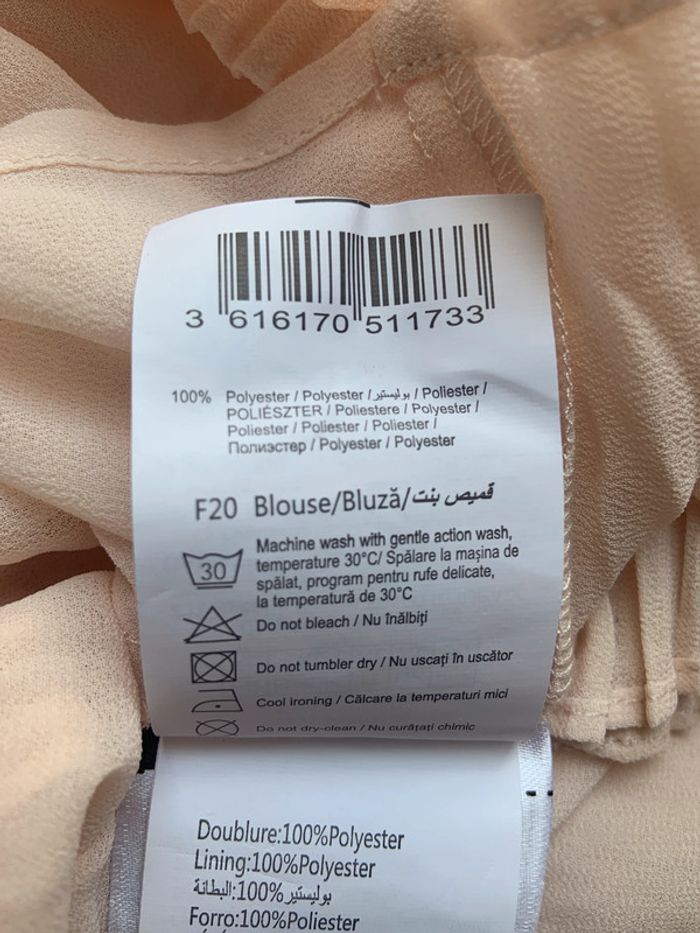 3 616170 511733
100% Polyester / Polyester / بوليستير / Poliester /
POLIÉSZTER / Poliestere / Polyester /
Poliester / Poliester / Poliester /
Полиэстер / Polyester / Polyester
F20 Blouse/Bluză/قميص بنت
Machine wash with gentle action wash,
30 temperature 30°C/ Spălare la mașina de
spălat, program pentru rufe delicate,
la temperatură de 30°C
Do not bleach / Nu înălbiți
Do not tumbler dry / Nu uscați în uscător
Cool ironing / Călcare la temperaturi mici
Do not dry-clean / Nu curățați chimic
Doublure:100%Polyester
Lining:100%Polyester
البطانة:100%بوليستير
Forro:100%Poliester